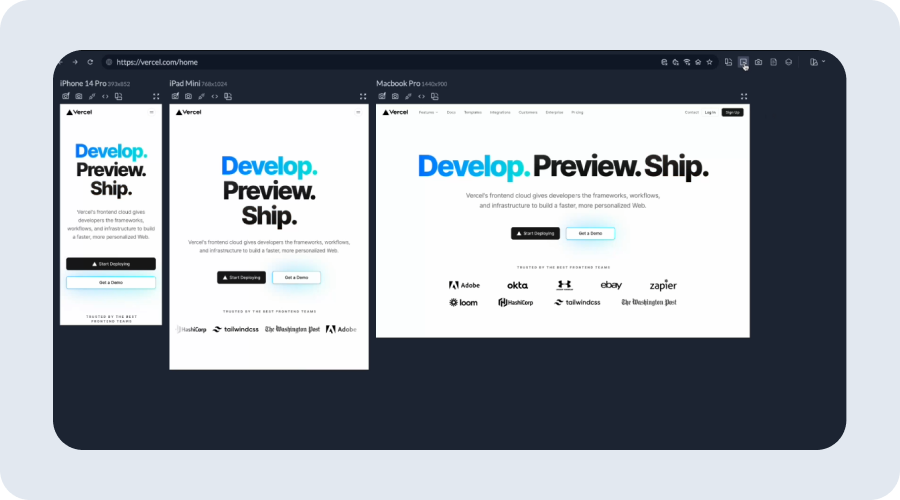 https://vercel.com/home
iPhone 14 Pro 393x852
Vercel
Develop.
Preview.
Ship.
Vercel's frontend cloud gives
developers the frameworks,
workflows, and infrastructure to build
a faster, more personalized Web.
Start Deploying
Get a Demo
TRUSTED BY THE BEST
FRONTEND TEAMS
iPad Mini 768x1024
Vercel
Develop.
Preview.
Ship.
Vercel's frontend cloud gives developers the frameworks, workflows,
and infrastructure to build a faster, more personalized Web.
Start Deploying
Get a Demo
TRUSTED BY THE BEST FRONTEND TEAMS
HashiCorp tailwindcss The Washington Post Adobe
Macbook Pro 1440x900
Vercel Features Docs Templates Integrations Customers Enterprise Pricing Contact Log In Sign Up
Develop. Preview. Ship.
Vercel's frontend cloud gives developers the frameworks, workflows,
and infrastructure to build a faster, more personalized Web.
Start Deploying
Get a Demo
TRUSTED BY THE BEST FRONTEND TEAMS
Adobe okta ebay zapier
loom HashiCorp tailwindcss The Washington Post